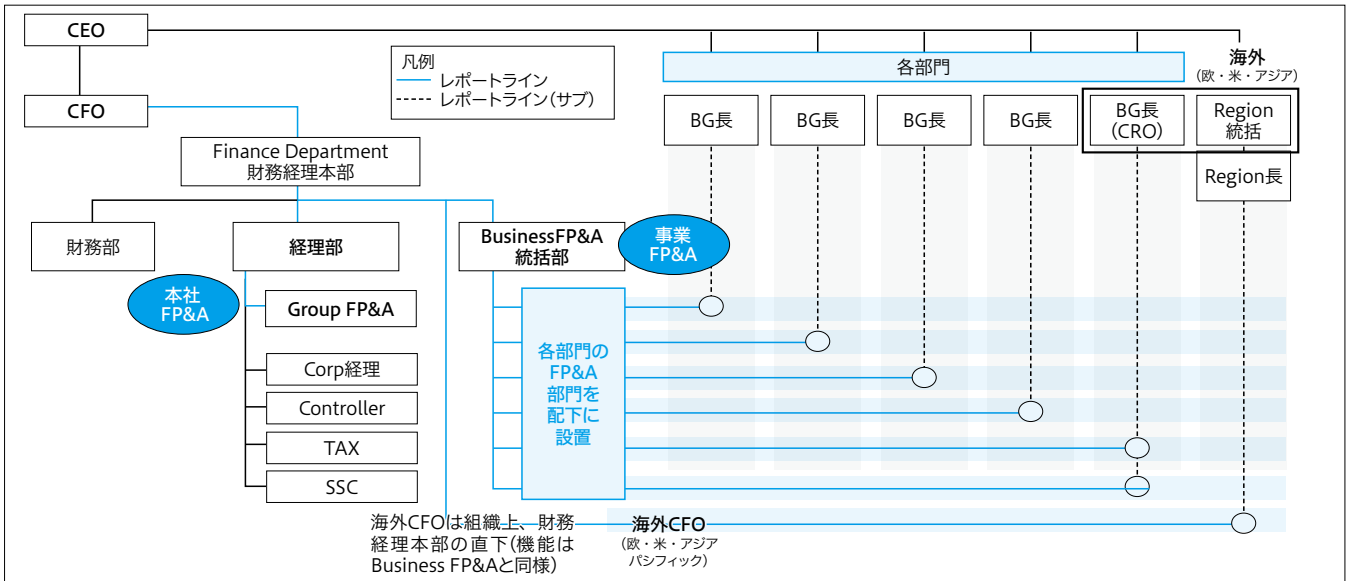 CEO
CFO
凡例
レポートライン
レポートライン(サブ)
各部門
海外
(欧・米・アジア)
BG長
BG長
BG長
BG長
BG長
(CRO)
Region
統括
Region長
Finance Department
財務経理本部
財務部
経理部
BusinessFP&A
統括部
事業
FP&A
本社
FP&A
Group FP&A
Corp経理
Controller
TAX
SSC
各部門の
FP&A
部門を
配下に
設置
海外CFOは組織上、財務
経理本部の直下(機能は
Business FP&Aと同様)
海外CFO
(欧・米・アジア
パシフィック)